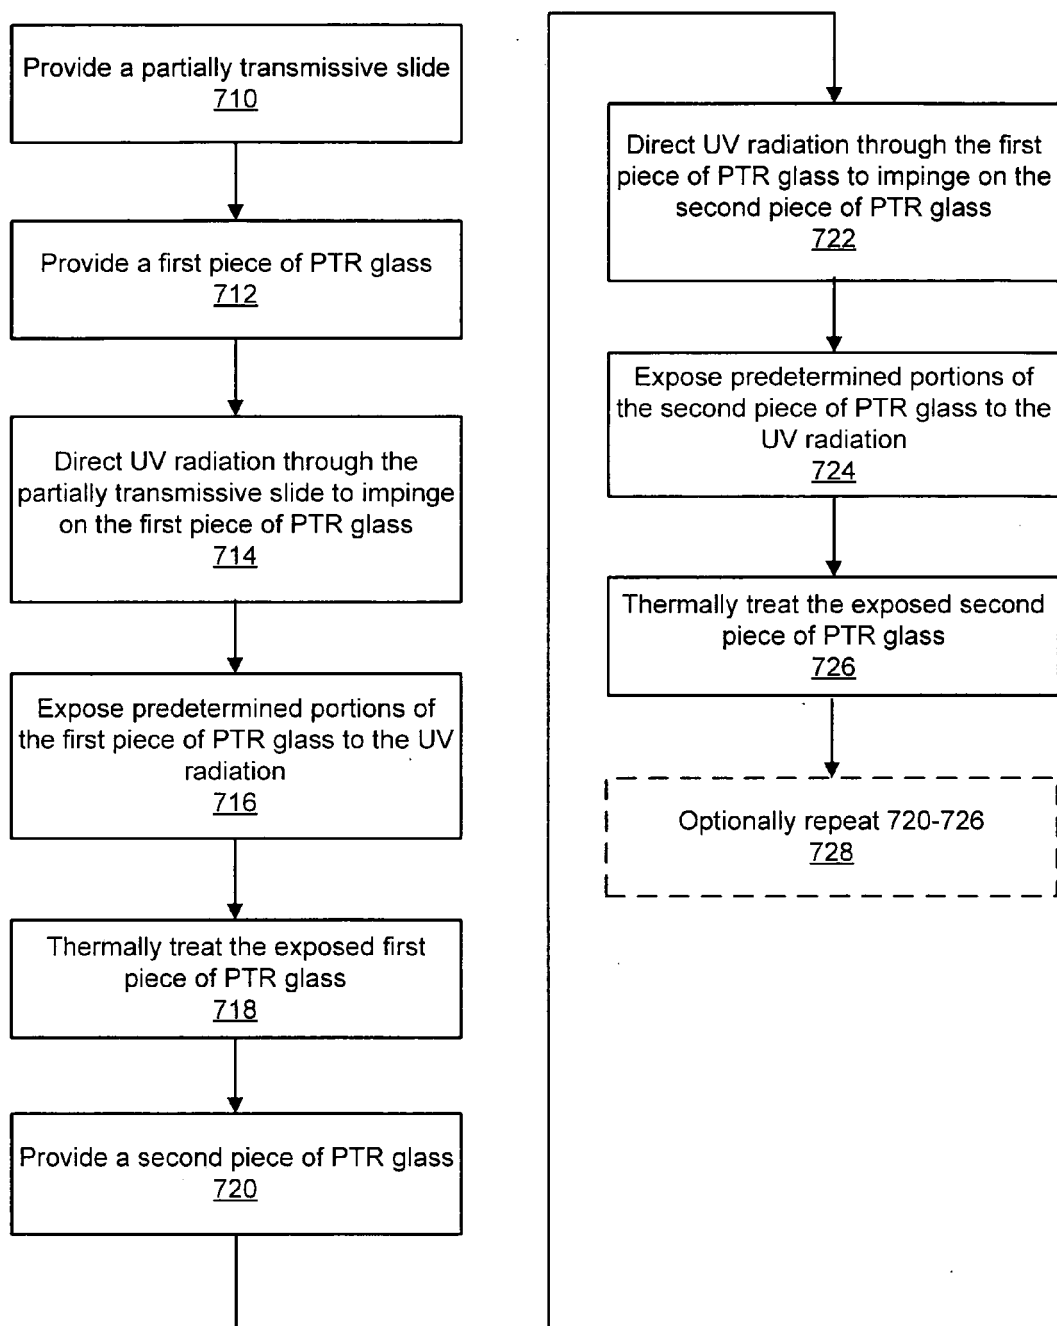 Provide a partially transmissive slide
710
Provide a first piece of PTR glass
712
Direct UV radiation through the
partially transmissive slide to impinge
on the first piece of PTR glass
714
Expose predetermined portions of
the first piece of PTR glass to the UV
radiation
716
Thermally treat the exposed first
piece of PTR glass
718
Provide a second piece of PTR glass
720
Direct UV radiation through the first
piece of PTR glass to impinge on the
second piece of PTR glass
722
Expose predetermined portions of
the second piece of PTR glass to the
UV radiation
724
Thermally treat the exposed second
piece of PTR glass
726
Optionally repeat 720-726
728